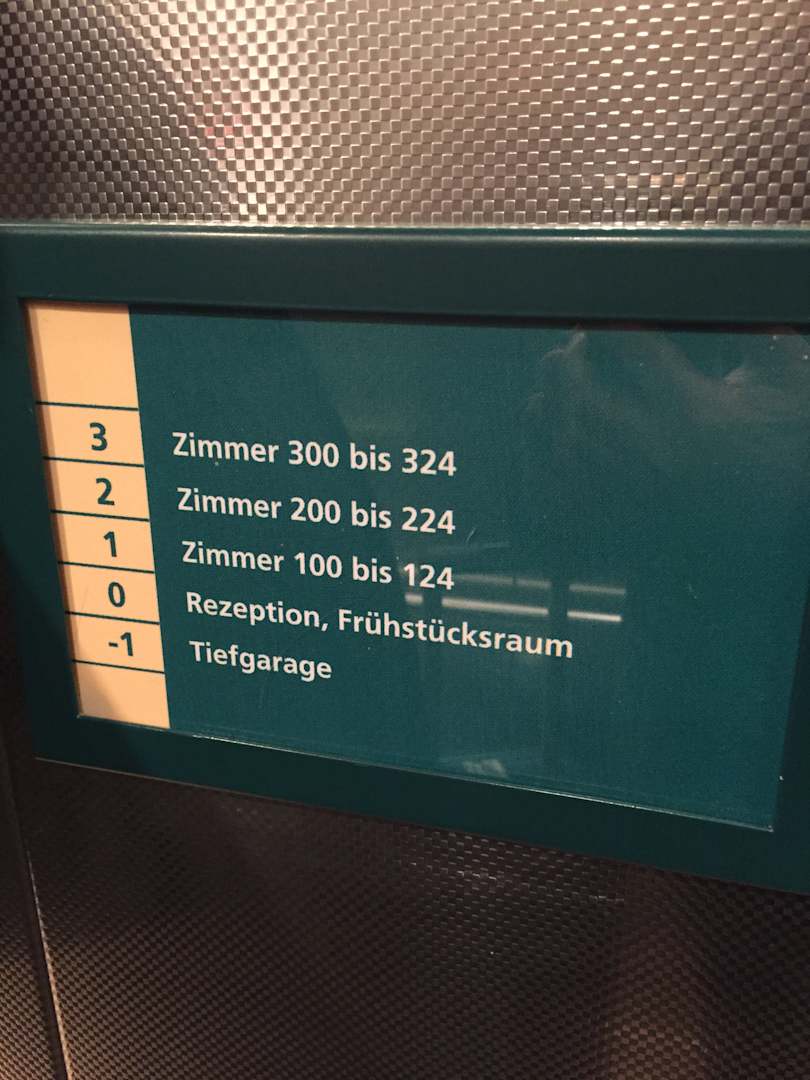 3 Zimmer 300 bis 324
2 Zimmer 200 bis 224
1 Zimmer 100 bis 124
0 Rezeption, Frühstücksraum
-1 Tiefgarage